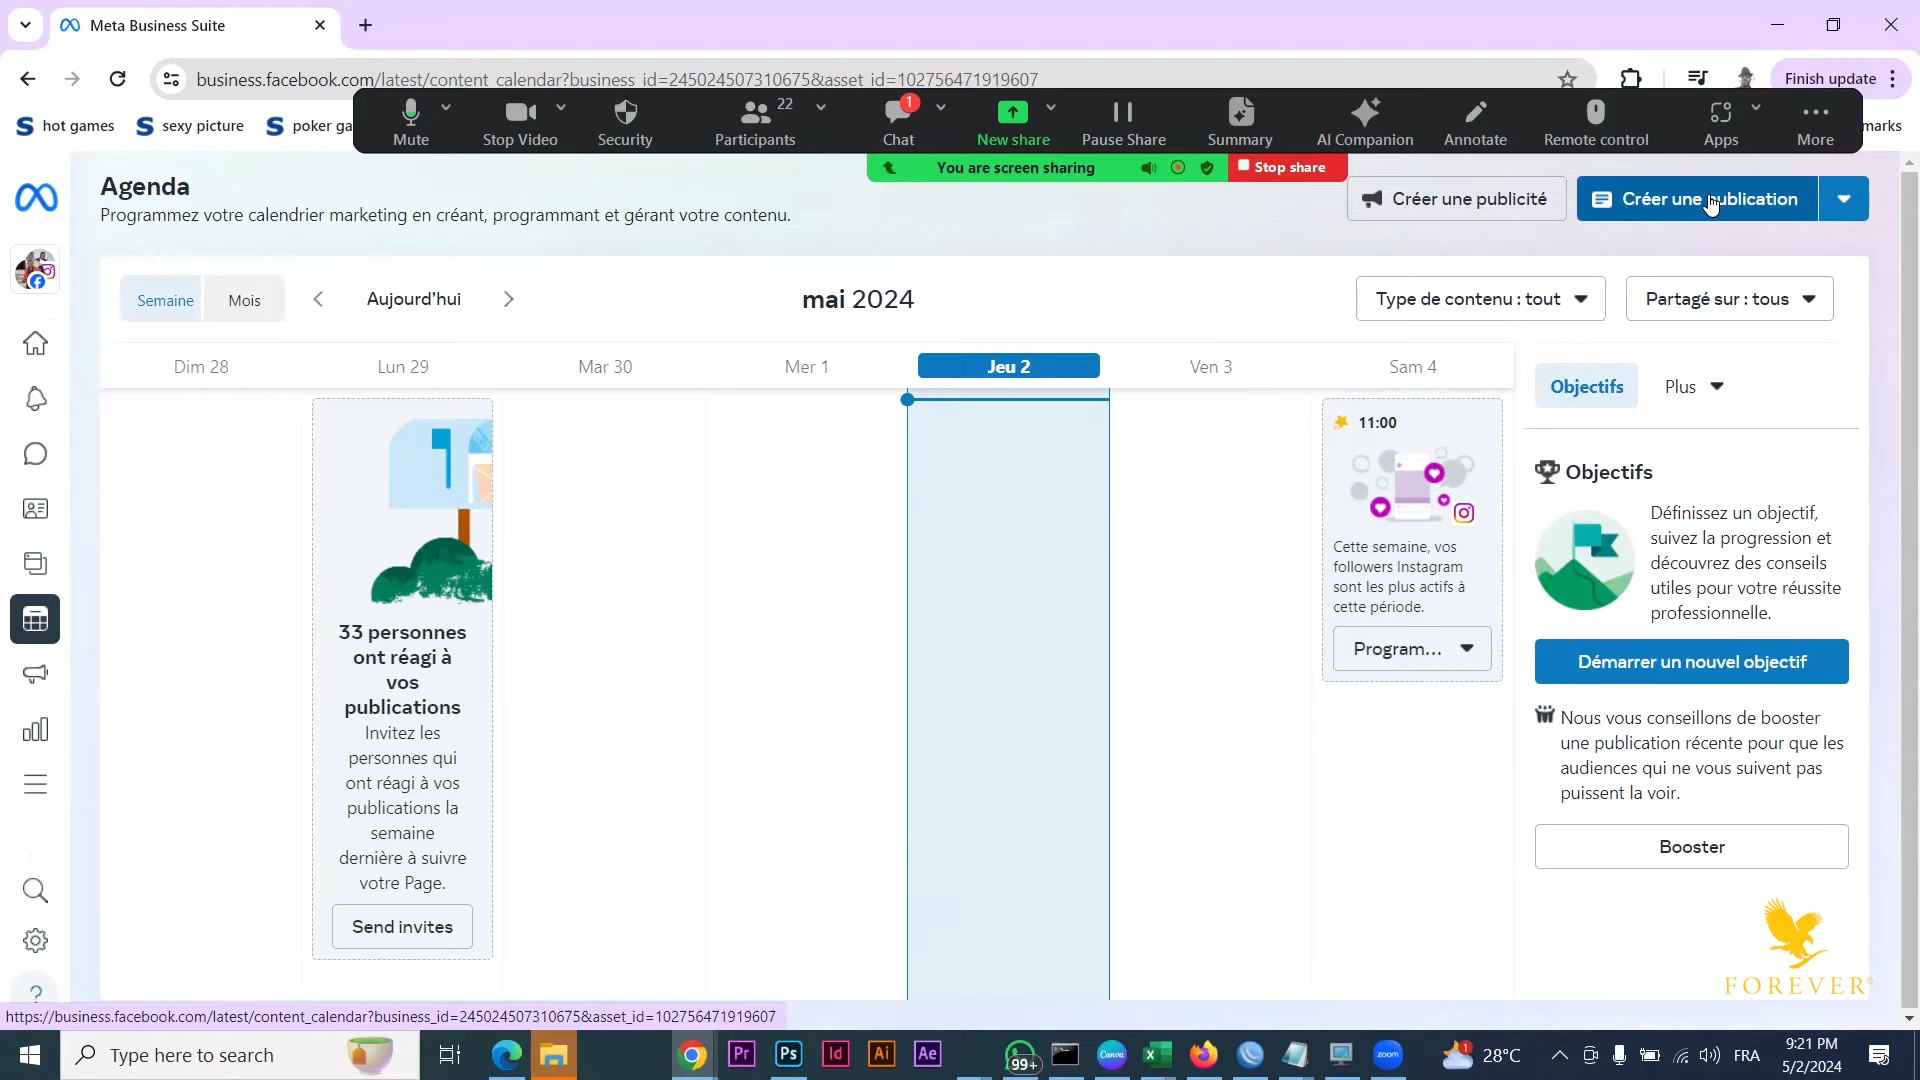 Meta Business Suite
business.facebook.com/latest/content_calendar?business_id=245024507310675&asset_id=102756471919607
Finish update
hot games
sexy picture
poker ga
marks
Mute
Stop Video
Security
Participants
22
Chat
1
New share
Pause Share
Summary
AI Companion
Annotate
Remote control
Apps
More
You are screen sharing
Stop share
Agenda
Programmez votre calendrier marketing en créant, programmant et gérant votre contenu.
Créer une publicité
Créer une publication
Semaine
Mois
Aujourd'hui
mai 2024
Type de contenu : tout
Partagé sur : tous
Dim 28
Lun 29
Mar 30
Mer 1
Jeu 2
Ven 3
Sam 4
33 personnes
ont réagi à
vos
publications
Invitez les
personnes qui
ont réagi à vos
publications la
semaine
dernière à suivre
votre Page.
Send invites
11:00
Cette semaine, vos
followers Instagram
sont les plus actifs à
cette période.
Program...
Objectifs
Plus
Objectifs
Définissez un objectif,
suivez la progression et
découvrez des conseils
utiles pour votre réussite
professionnelle.
Démarrer un nouvel objectif
Nous vous conseillons de booster
une publication récente pour que les
audiences qui ne vous suivent pas
puissent la voir.
Booster
FOREVER
https://business.facebook.com/latest/content_calendar?business_id=245024507310675&asset_id=102756471919607
Type here to search
Pr
Ps
Id
Ai
Ae
99+
Canva
zoom
1
28°C
FRA
9:21 PM
5/2/2024